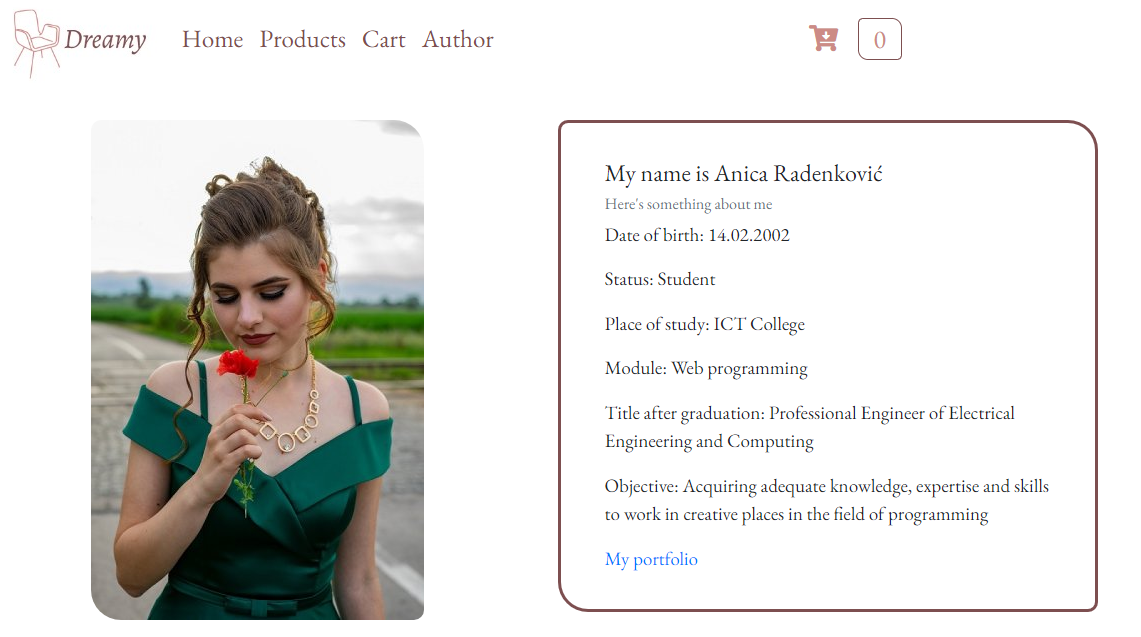 Dreamy Home Products Cart Author 0
My name is Anica Radenković
Here's something about me
Date of birth: 14.02.2002
Status: Student
Place of study: ICT College
Module: Web programming
Title after graduation: Professional Engineer of Electrical
Engineering and Computing
Objective: Acquiring adequate knowledge, expertise and skills
to work in creative places in the field of programming
My portfolio